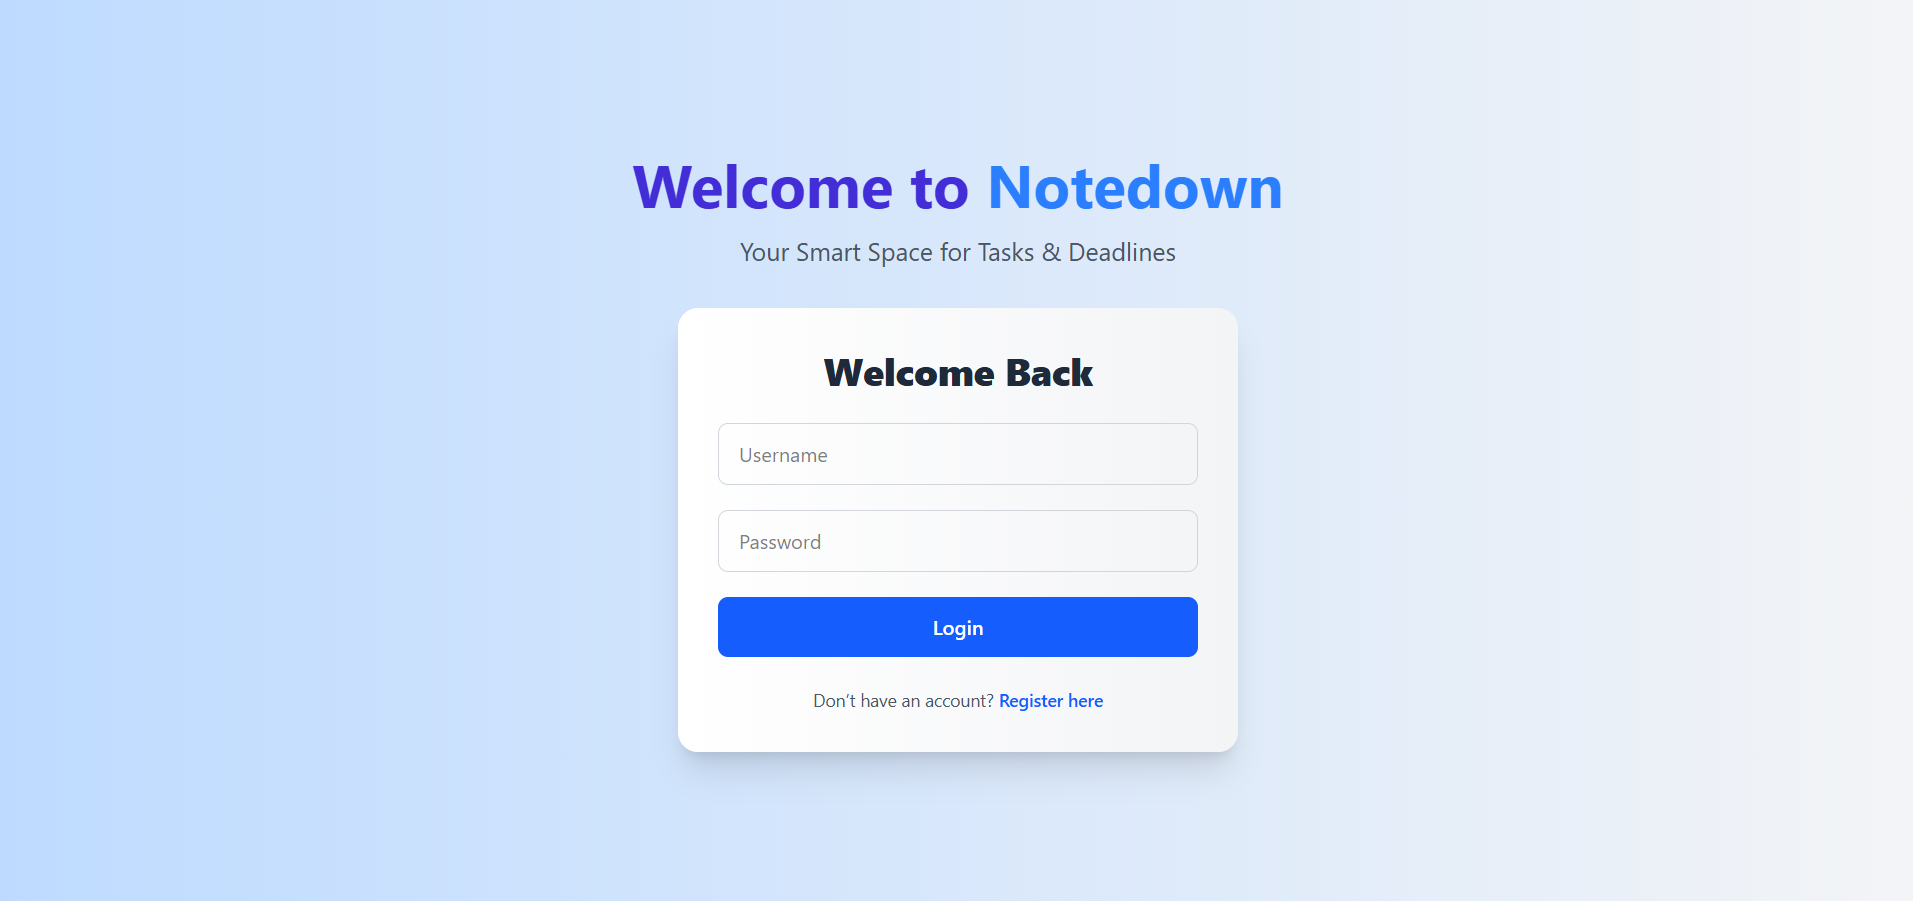 Welcome to Notedown
Your Smart Space for Tasks & Deadlines
Welcome Back
Username
Password
Login
Don’t have an account? Register here